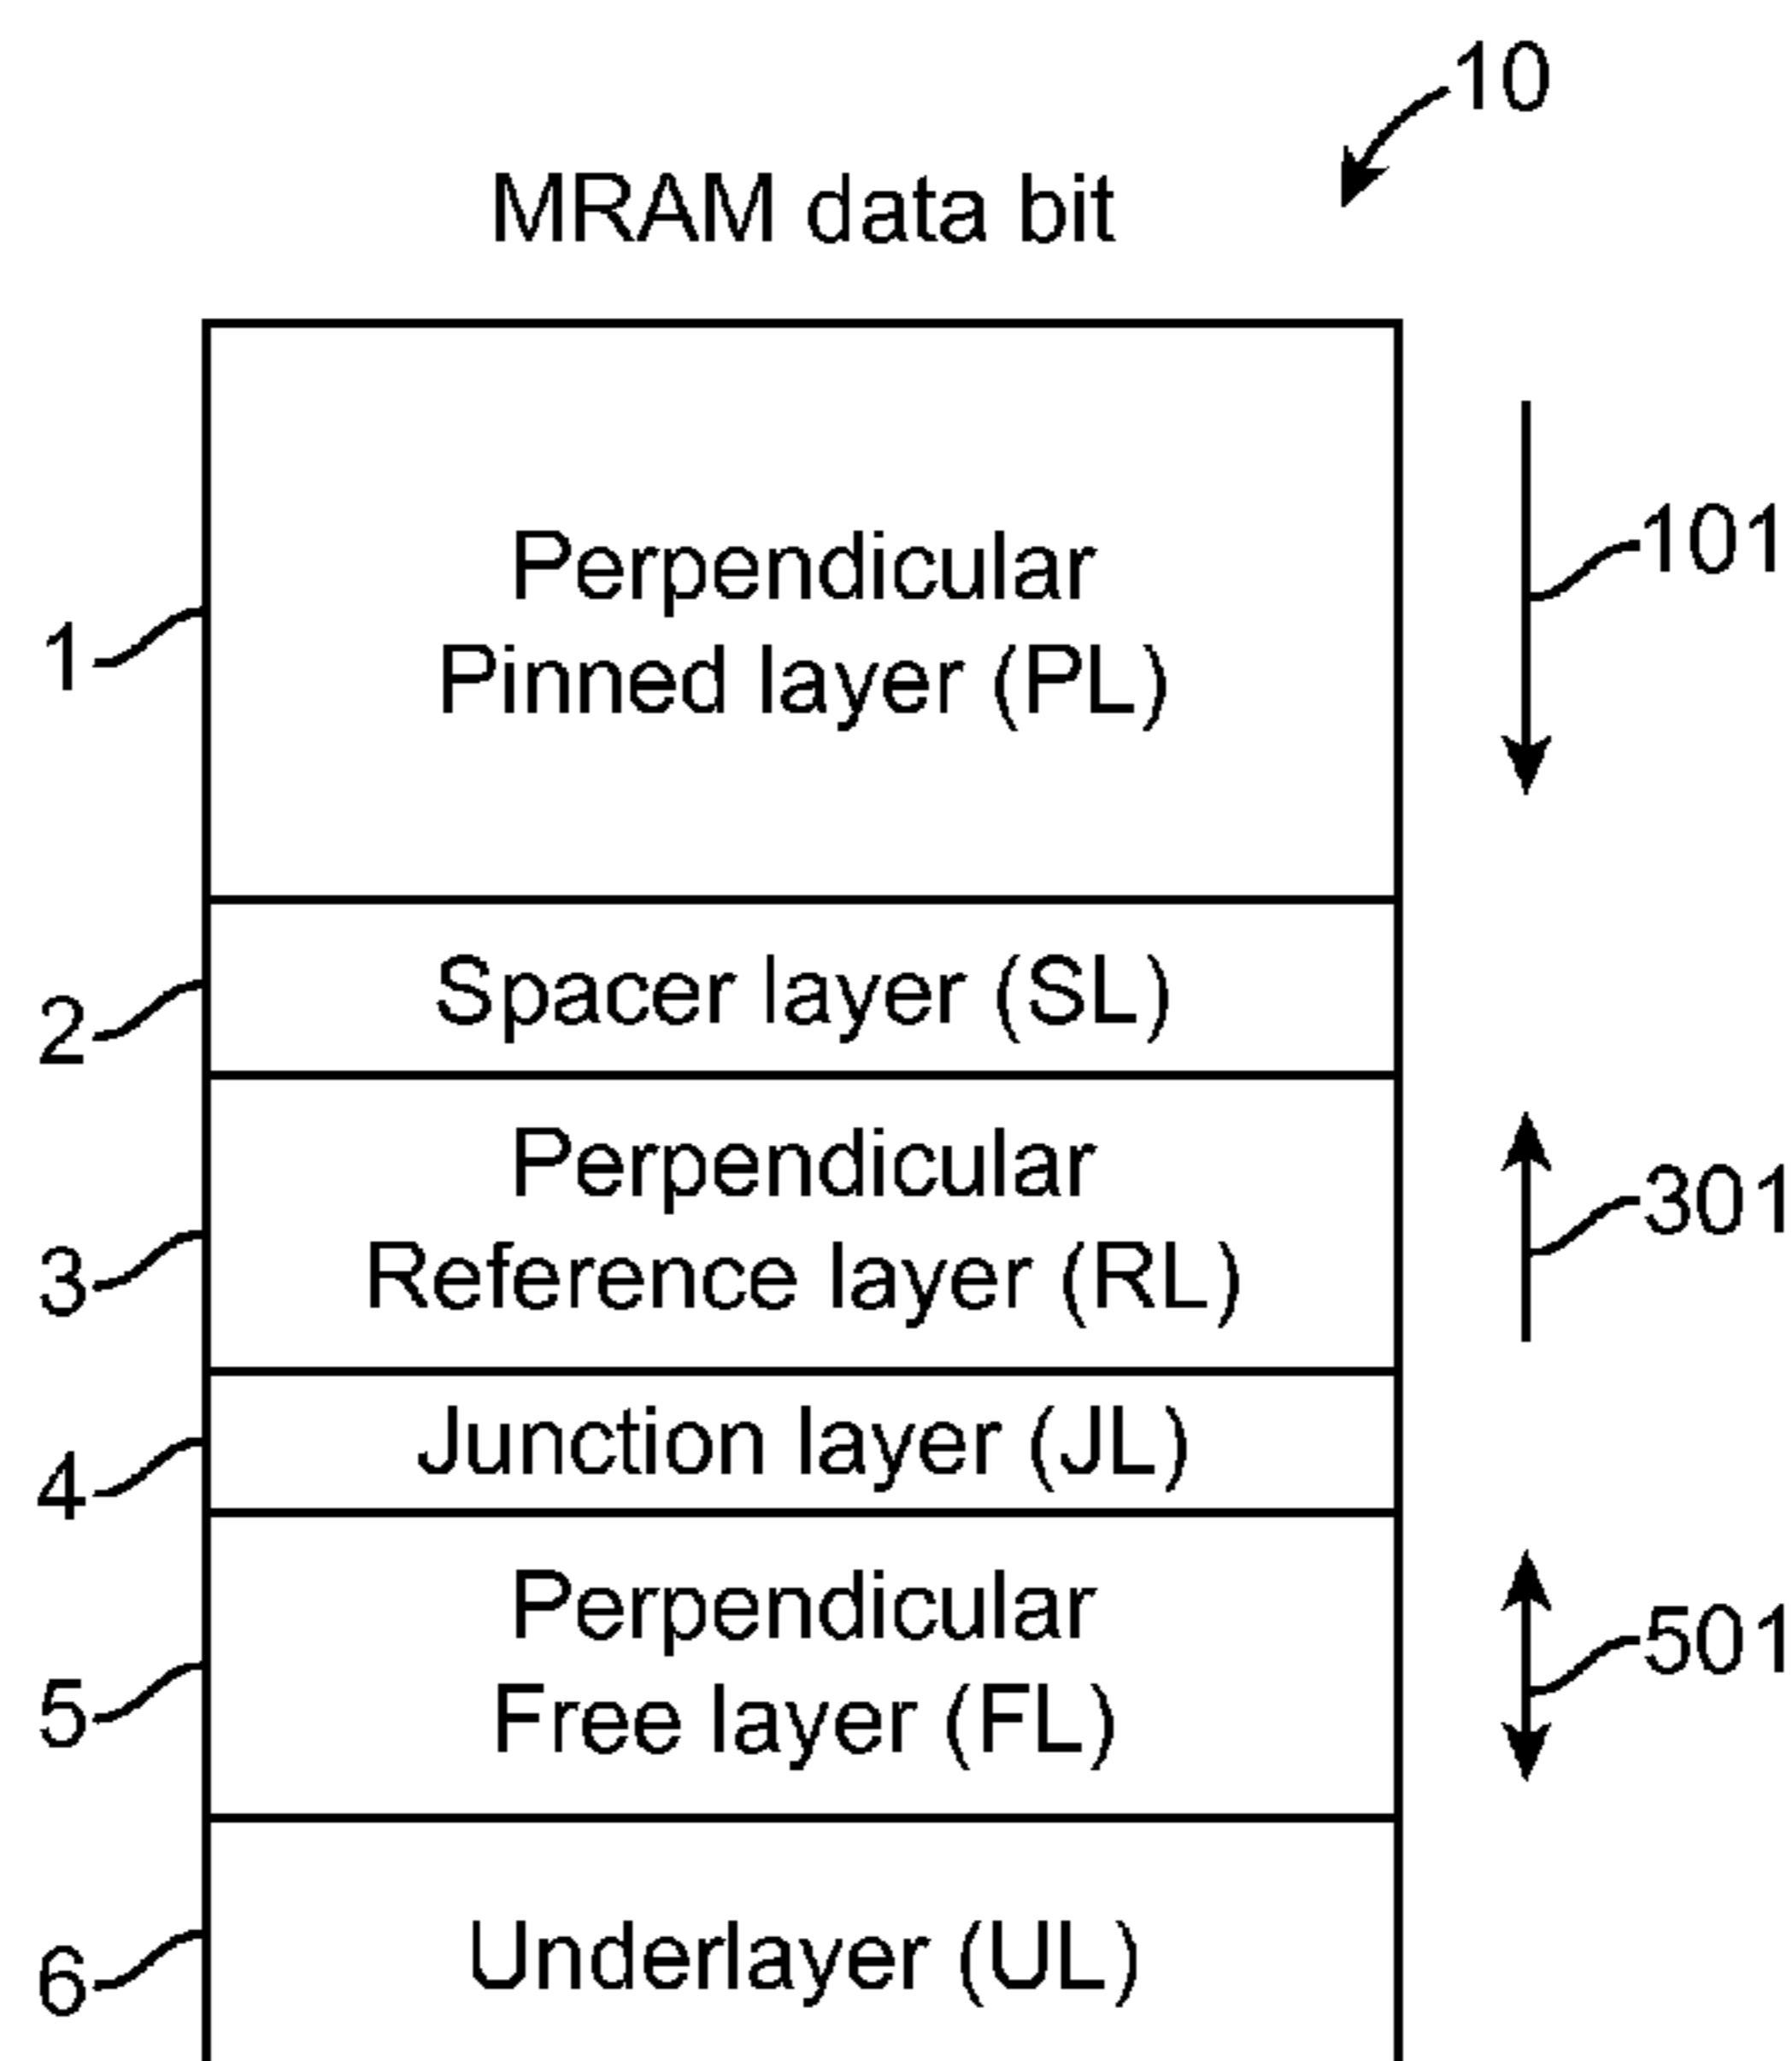 10
MRAM data bit
Perpendicular
Pinned layer (PL)
1
101
Spacer layer (SL)
2
Perpendicular
Reference layer (RL)
3
301
Junction layer (JL)
4
Perpendicular
Free layer (FL)
5
501
Underlayer (UL)
6